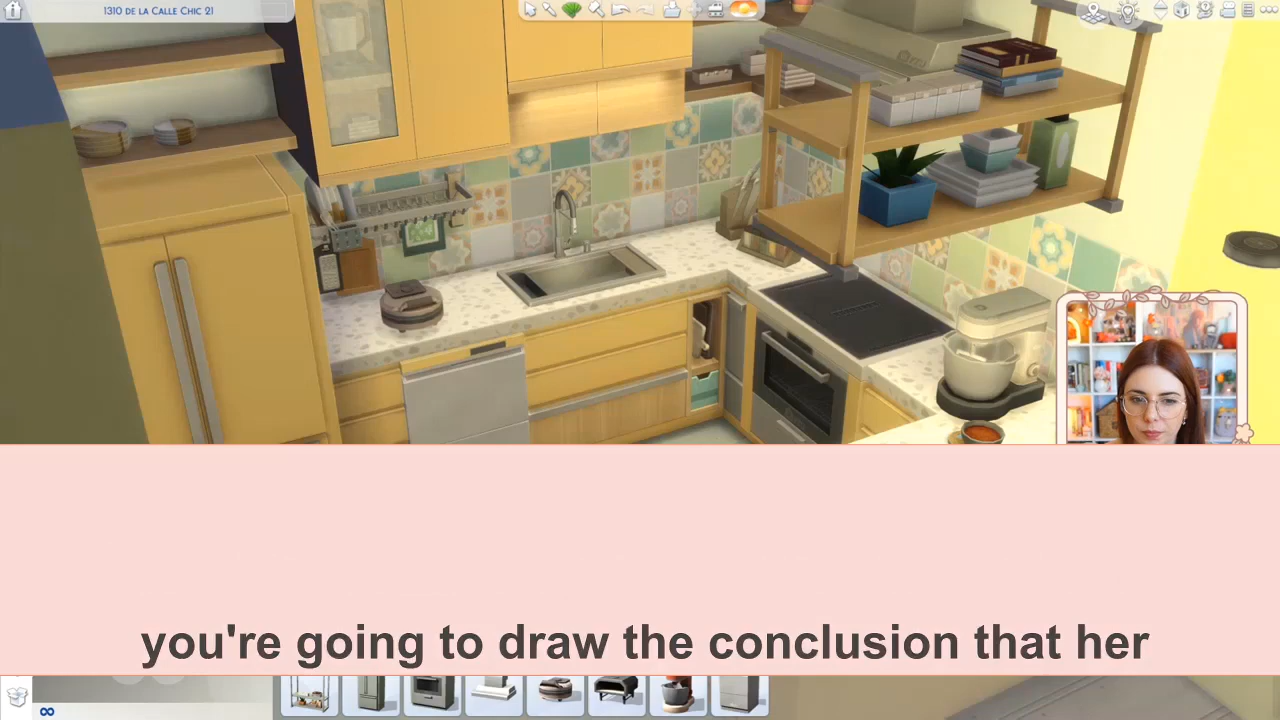 1310 DE LA CALLE CHIC 21
you're going to draw the conclusion that her